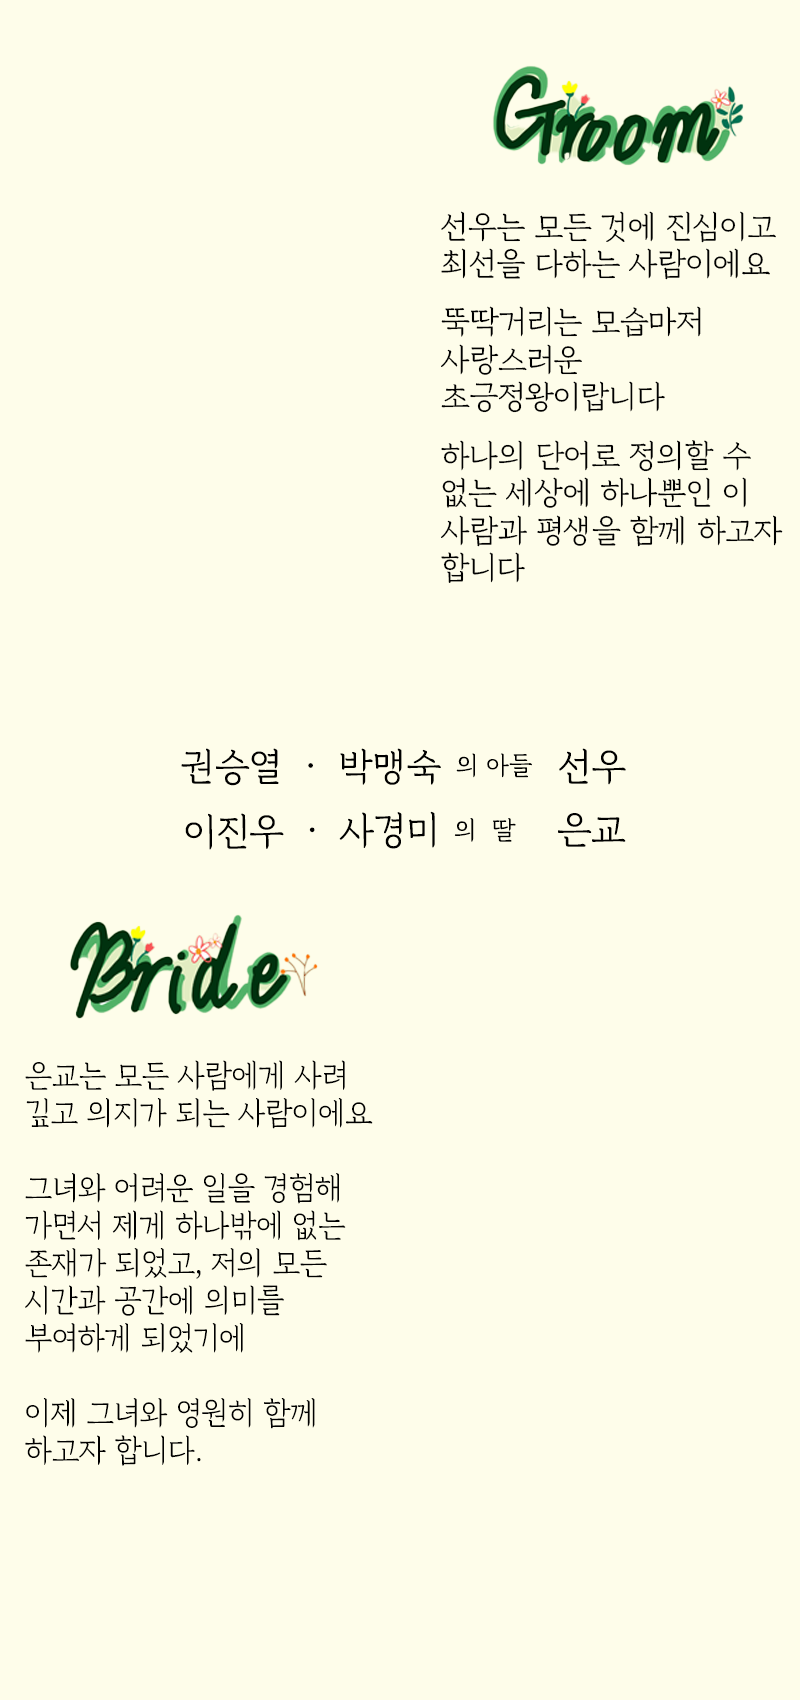 Groom
선우는 모든 것에 진심이고
최선을 다하는 사람이에요
뚝딱거리는 모습마저
사랑스러운
초긍정왕이랍니다
하나의 단어로 정의할 수
없는 세상에 하나뿐인 이
사람과 평생을 함께 하고자
합니다
권승열 · 박맹숙 의 아들 선우
이진우 · 사경미 의 딸 은교
Bride
은교는 모든 사람에게 사려
깊고 의지가 되는 사람이에요
그녀와 어려운 일을 경험해
가면서 제게 하나밖에 없는
존재가 되었고, 저의 모든
시간과 공간에 의미를
부여하게 되었기에
이제 그녀와 영원히 함께
하고자 합니다.